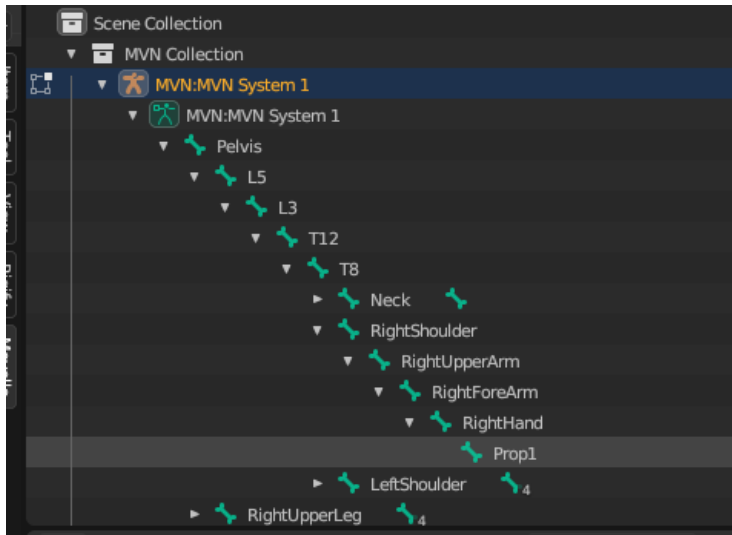 Scene Collection
MVN Collection
MVN:MVN System 1
MVN:MVN System 1
Pelvis
L5
L3
T12
T8
Neck
RightShoulder
RightUpperArm
RightForeArm
RightHand
Prop1
LeftShoulder 4
RightUpperLeg 4